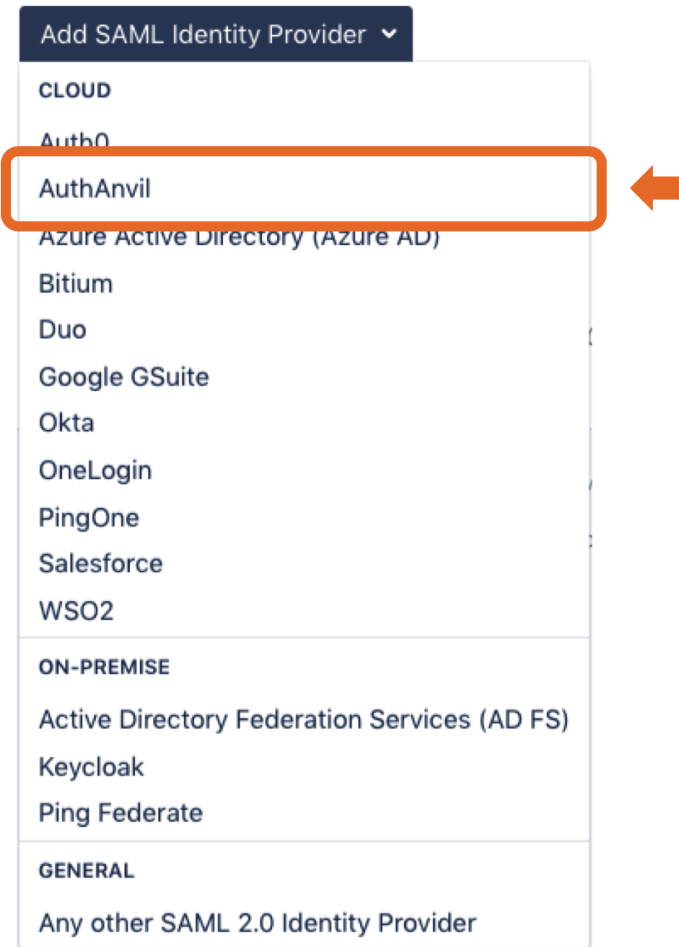 Add SAML Identity Provider
CLOUD
Auth0
AuthAnvil
Azure Active Directory (Azure AD)
Bitium
Duo
Google GSuite
Okta
OneLogin
PingOne
Salesforce
WSO2
ON-PREMISE
Active Directory Federation Services (AD FS)
Keycloak
Ping Federate
GENERAL
Any other SAML 2.0 Identity Provider